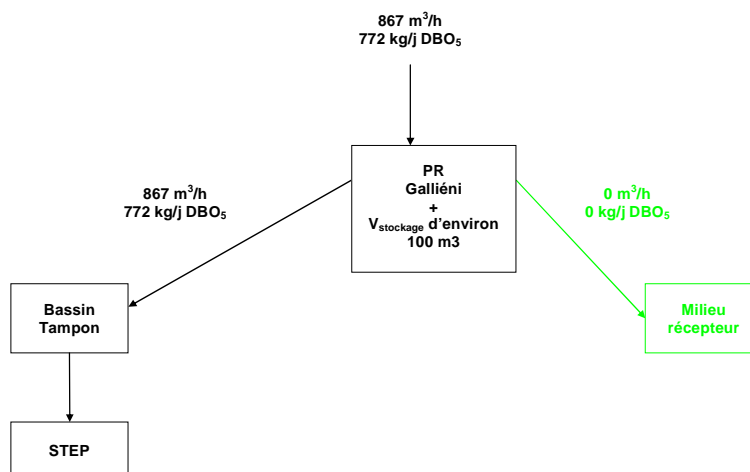 867 m³/h
772 kg/j DBO₅
PR
Galliéni
+
V_stockage d'environ
100 m3
867 m³/h
772 kg/j DBO₅
0 m³/h
0 kg/j DBO₅
Bassin
Tampon
Milieu
récepteur
STEP